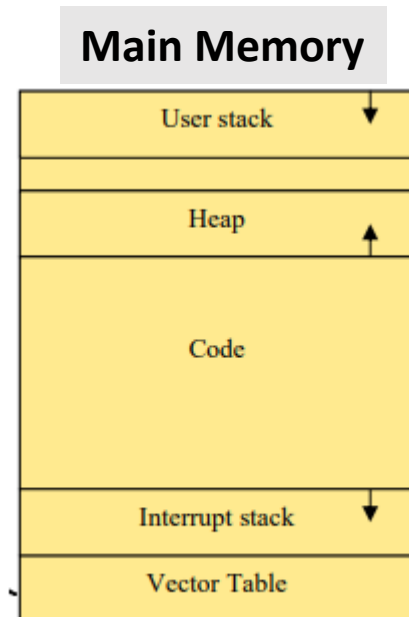 Main Memory
User stack
Heap
Code
Interrupt stack
Vector Table